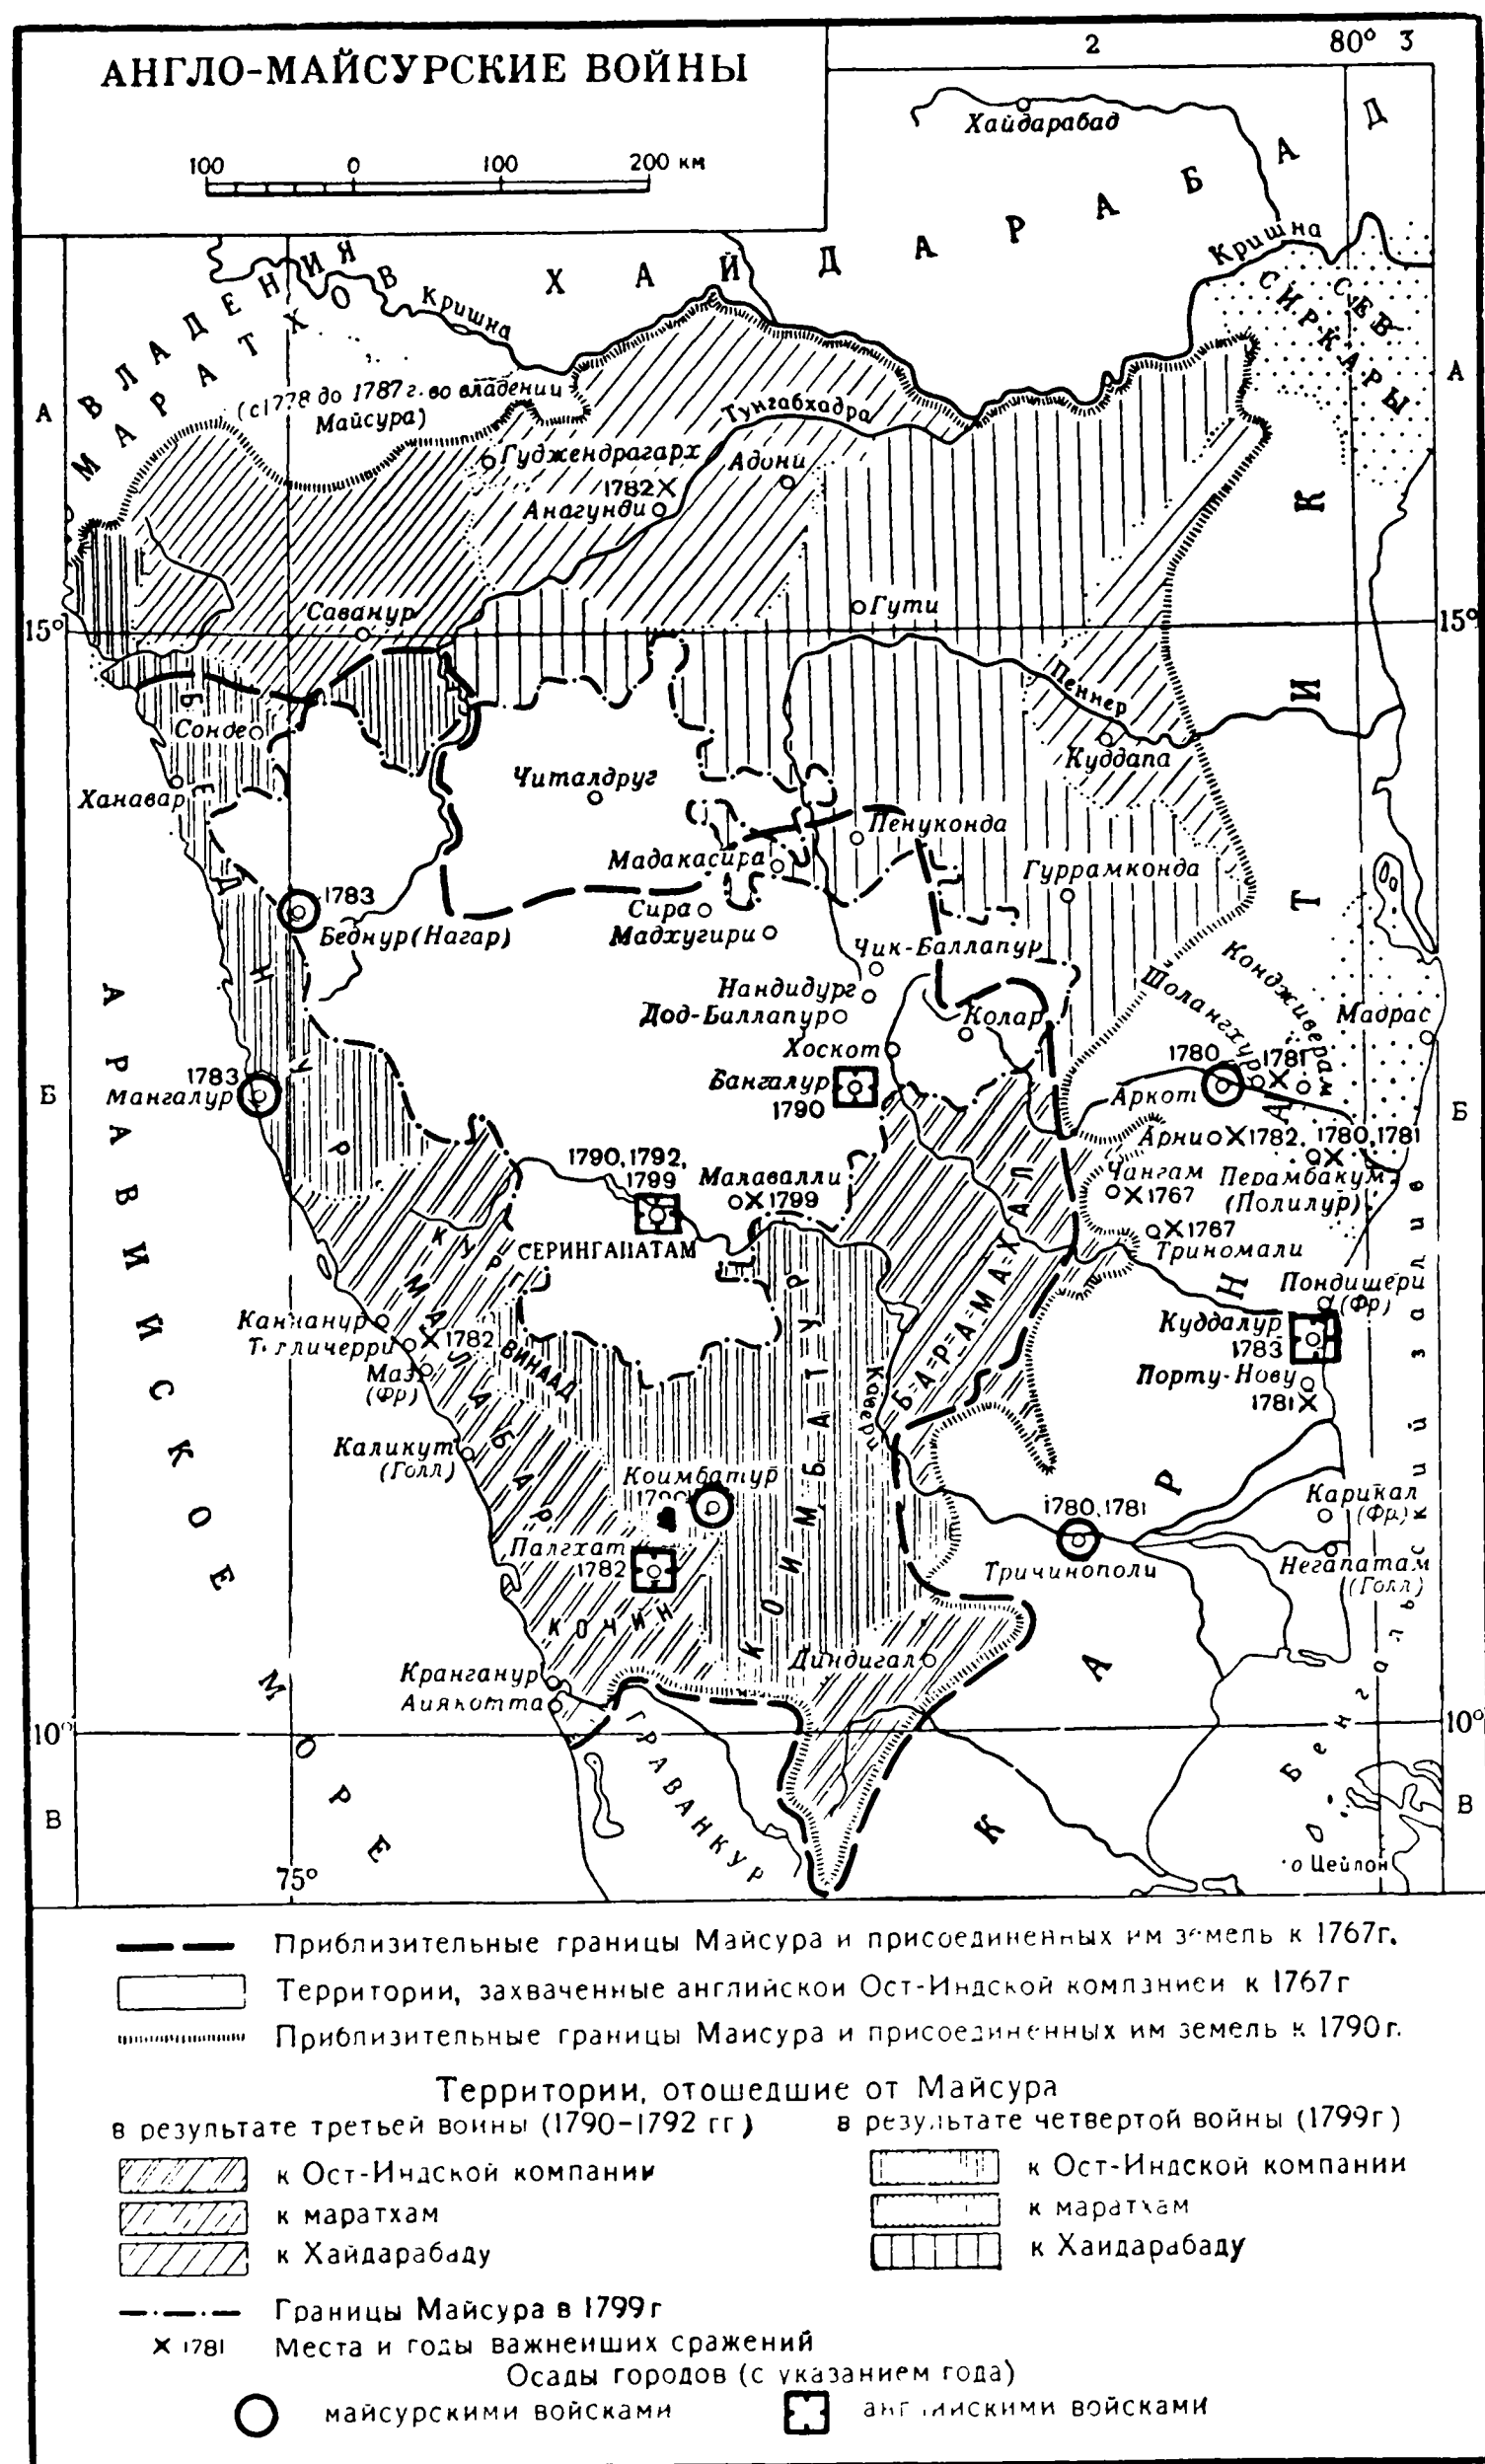 АНГЛО-МАЙСУРСКИЕ ВОЙНЫ
100 0 100 200 км
2 80° 3
Хайдарабад
ХАЙДАРАБАД
ВЛАДЕНИЯ
МАРАТХОВ
Кришна
Кришна
СЕВ.
СИРКАРЫ
А
А
(с 1778 до 1787г. во владении
Майсура)
Тунгабхадра
Гуджендрагарх
Адони
1782
Анагунди
Гути
Саванур
15°
15°
Пеннер
Куддапа
Сонде
Ханавар
Читалдруг
Пенуконда
Мадакасира
Гуррамконда
Сира
Мадхугири
1783
Беднур (Нагар)
БЕДНУР
Чик-Баллапур
Нандидург
Дод-Баллапур
Колар
Хоскот
Бангалур
1790
Шолангхур
Кондживерам
Мадрас
1780
1781
Аркот
Б
Б
1783
Мангалур
Арни 1782
1780, 1781
Чангам
1767
Перамбакум
(Полилур)
1767
Триномали
1790, 1792,
1799
СЕРИНГАПАТАМ
Малавалли
1799
КУРГ
МАЛАБАР
ВИНААД
БАРАМАХАЛ
Кавери
КОИМБАТУР
Пондишери
(Фр)
Куддалур
1783
Порту-Нову
1781
Каннанур
Телличерри
1782
Маэ
(Фр)
Каликут
(Голл)
Коимбатур
Палгхат
1782
КОЧИН
1780, 1781
Тричинополи
Карикал
(Фр)
Негапатам
(Голл)
Диндигал
Кранганур
Аиякотта
10°
10°
ТРАВАНКУР
КАРНАТИК
АРАВИЙСКОЕ МОРЕ
Бенгальский залив
В
В
75°
о Цейлон
Приблизительные границы Майсура и присоединенных им земель к 1767г.
Территории, захваченные английской Ост-Индской компанией к 1767г
Приблизительные границы Майсура и присоединенных им земель к 1790г.
Территории, отошедшие от Майсура
в результате третьей войны (1790-1792 гг)
к Ост-Индской компании
к маратхам
к Хайдарабаду
в результате четвертой войны (1799г)
к Ост-Индской компании
к маратхам
к Хайдарабаду
Границы Майсура в 1799г
1781 Места и годы важнейших сражений
Осады городов (с указанием года)
майсурскими войсками
английскими войсками